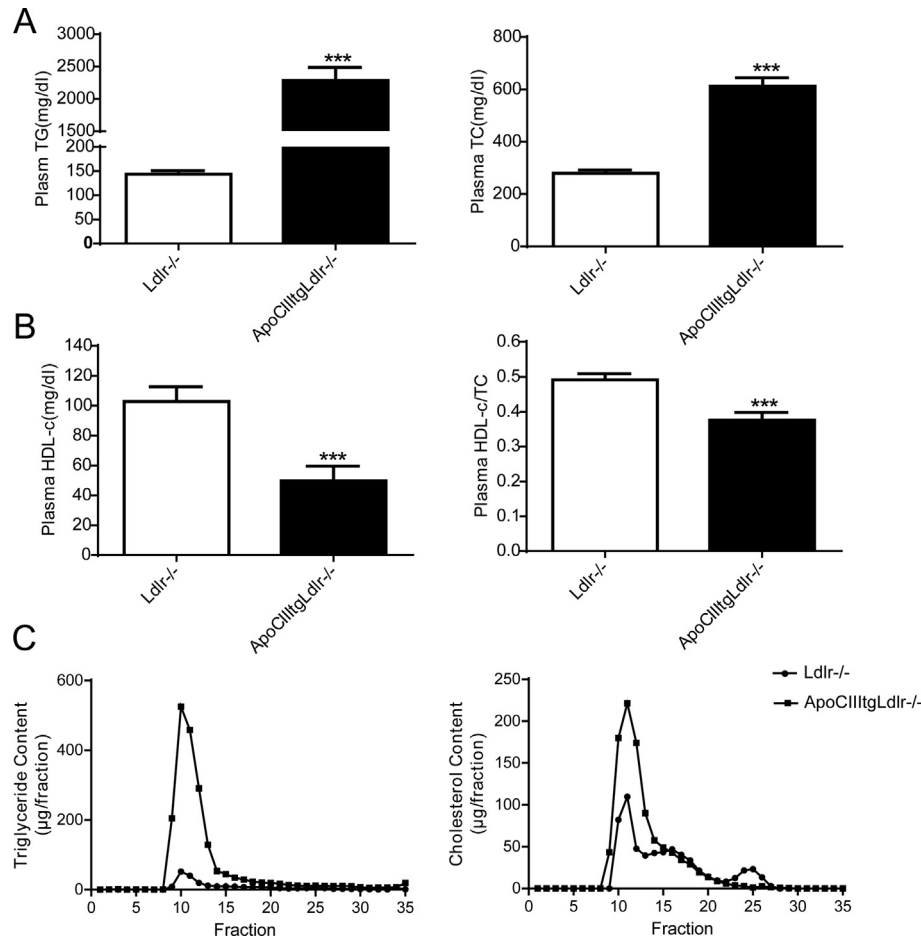 A
Plasm TG(mg/dl)
3000
2500
2000
1500
200
150
100
50
0
***
Ldlr-/-
ApoCIIItgLdlr-/-
Plasma TC(mg/dl)
800
600
400
200
0
***
Ldlr-/-
ApoCIIItgLdlr-/-
B
Plasma HDL-c(mg/dl)
140
120
100
80
60
40
20
0
***
Ldlr-/-
ApoCIIItgLdlr-/-
Plasma HDL-c/TC
0.6
0.5
0.4
0.3
0.2
0.1
0.0
***
Ldlr-/-
ApoCIIItgLdlr-/-
C
Triglyceride Content
(μg/fraction)
600
400
200
0
0 5 10 15 20 25 30 35
Fraction
Cholesterol Content
(μg/fraction)
250
200
150
100
50
0
0 5 10 15 20 25 30 35
Fraction
Ldlr-/-
ApoCIIItgLdlr-/-